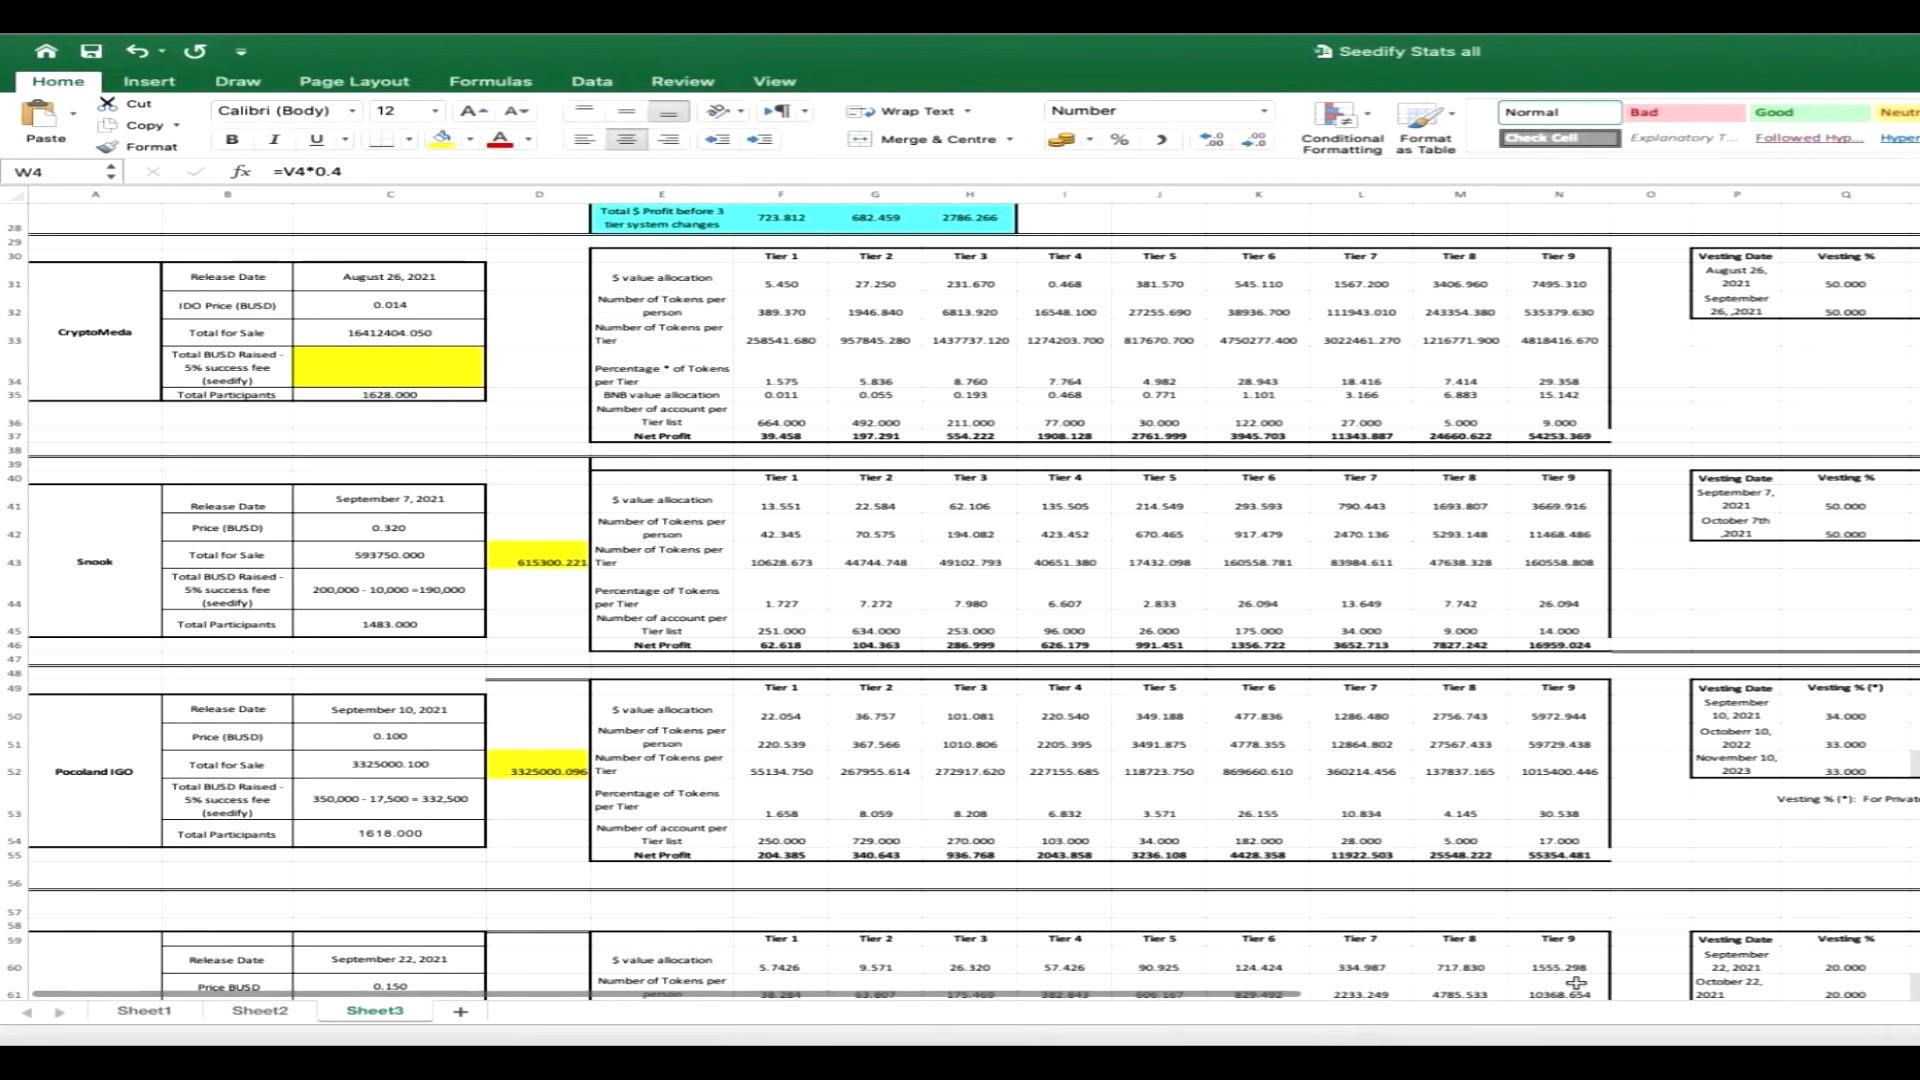 Seedify Stats all
Home Insert Draw Page Layout Formulas Data Review View
Cut
Copy
Paste Format
Calibri (Body) 12
B I U
Wrap Text
Merge & Centre
Number
Conditional Formatting
Format as Table
Normal Bad Good Neutr
Check Cell Explanatory T... Followed Hyp... Hyper
W4 fx =V4*0.4
A B C D E F G H I J K L M N O P Q
28 Total $ Profit before 3 tier system changes 723.812 682.459 2786.266
29
30 Tier 1 Tier 2 Tier 3 Tier 4 Tier 5 Tier 6 Tier 7 Tier 8 Tier 9 Vesting Date Vesting %
31 Release Date August 26, 2021 $ value allocation 5.450 27.250 231.670 0.468 381.570 545.110 1567.200 3406.960 7495.310 August 26, 2021 50.000
32 CryptoMeda IDO Price (BUSD) 0.014 Number of Tokens per person 389.370 1946.840 6813.920 16548.100 27255.690 38936.700 111943.010 243354.380 535379.630 September 26, ,2021 50.000
33 Total for Sale 16412404.050 Number of Tokens per Tier 258541.680 957845.280 1437737.120 1274203.700 817670.700 4750277.400 3022461.270 1216771.900 4818416.670
34 Total BUSD Raised - 5% success fee (seedify) Percentage * of Tokens per Tier 1.575 5.836 8.760 7.764 4.982 28.943 18.416 7.414 29.358
35 Total Participants 1628.000 BNB value allocation 0.011 0.055 0.193 0.468 0.771 1.101 3.166 6.883 15.142
36 Number of account per Tier list 664.000 492.000 211.000 77.000 30.000 122.000 27.000 5.000 9.000
37 Net Profit 39.458 197.291 554.222 1908.128 2761.999 3945.703 11343.887 24660.622 54253.369
38
39
40 Tier 1 Tier 2 Tier 3 Tier 4 Tier 5 Tier 6 Tier 7 Tier 8 Tier 9 Vesting Date Vesting %
41 Release Date September 7, 2021 $ value allocation 13.551 22.584 62.106 135.505 214.549 293.593 790.443 1693.807 3669.916 September 7, 2021 50.000
42 Price (BUSD) 0.320 Number of Tokens per person 42.345 70.575 194.082 423.452 670.465 917.479 2470.136 5293.148 11468.486 October 7th ,2021 50.000
43 Snook Total for Sale 593750.000 615300.221 Number of Tokens per Tier 10628.673 44744.748 49102.793 40651.380 17432.098 160558.781 83984.611 47638.328 160558.808
44 Total BUSD Raised - 5% success fee (seedify) 200,000 - 10,000 =190,000 Percentage of Tokens per Tier 1.727 7.272 7.980 6.607 2.833 26.094 13.649 7.742 26.094
45 Total Participants 1483.000 Number of account per Tier list 251.000 634.000 253.000 96.000 26.000 175.000 34.000 9.000 14.000
46 Net Profit 62.618 104.363 286.999 626.179 991.451 1356.722 3652.713 7827.242 16959.024
47
48
49 Tier 1 Tier 2 Tier 3 Tier 4 Tier 5 Tier 6 Tier 7 Tier 8 Tier 9 Vesting Date Vesting % (*)
50 Release Date September 10, 2021 $ value allocation 22.054 36.757 101.081 220.540 349.188 477.836 1286.480 2756.743 5972.944 September 10, 2021 34.000
51 Price (BUSD) 0.100 Number of Tokens per person 220.539 367.566 1010.806 2205.395 3491.875 4778.355 12864.802 27567.433 59729.438 Octoberr 10, 2022 33.000
52 Pocoland IGO Total for Sale 3325000.100 3325000.096 Number of Tokens per Tier 55134.750 267955.614 272917.620 227155.685 118723.750 869660.610 360214.456 137837.165 1015400.446 November 10, 2023 33.000
53 Total BUSD Raised - 5% success fee (seedify) 350,000 - 17,500 = 332,500 Percentage of Tokens per Tier 1.658 8.059 8.208 6.832 3.571 26.155 10.834 4.145 30.538 Vesting % (*): For Privat
54 Total Participants 1618.000 Number of account per Tier list 250.000 729.000 270.000 103.000 34.000 182.000 28.000 5.000 17.000
55 Net Profit 204.385 340.643 936.768 2043.858 3236.108 4428.358 11922.503 25548.222 55354.481
56
57
58
59 Tier 1 Tier 2 Tier 3 Tier 4 Tier 5 Tier 6 Tier 7 Tier 8 Tier 9 Vesting Date Vesting %
60 Release Date September 22, 2021 $ value allocation 5.7426 9.571 26.320 57.426 90.925 124.424 334.987 717.830 1555.298 September 22, 2021 20.000
61 Price BUSD 0.150 Number of Tokens per person 2233.249 4785.533 10368.654 October 22, 2021 20.000
Sheet1 Sheet2 Sheet3